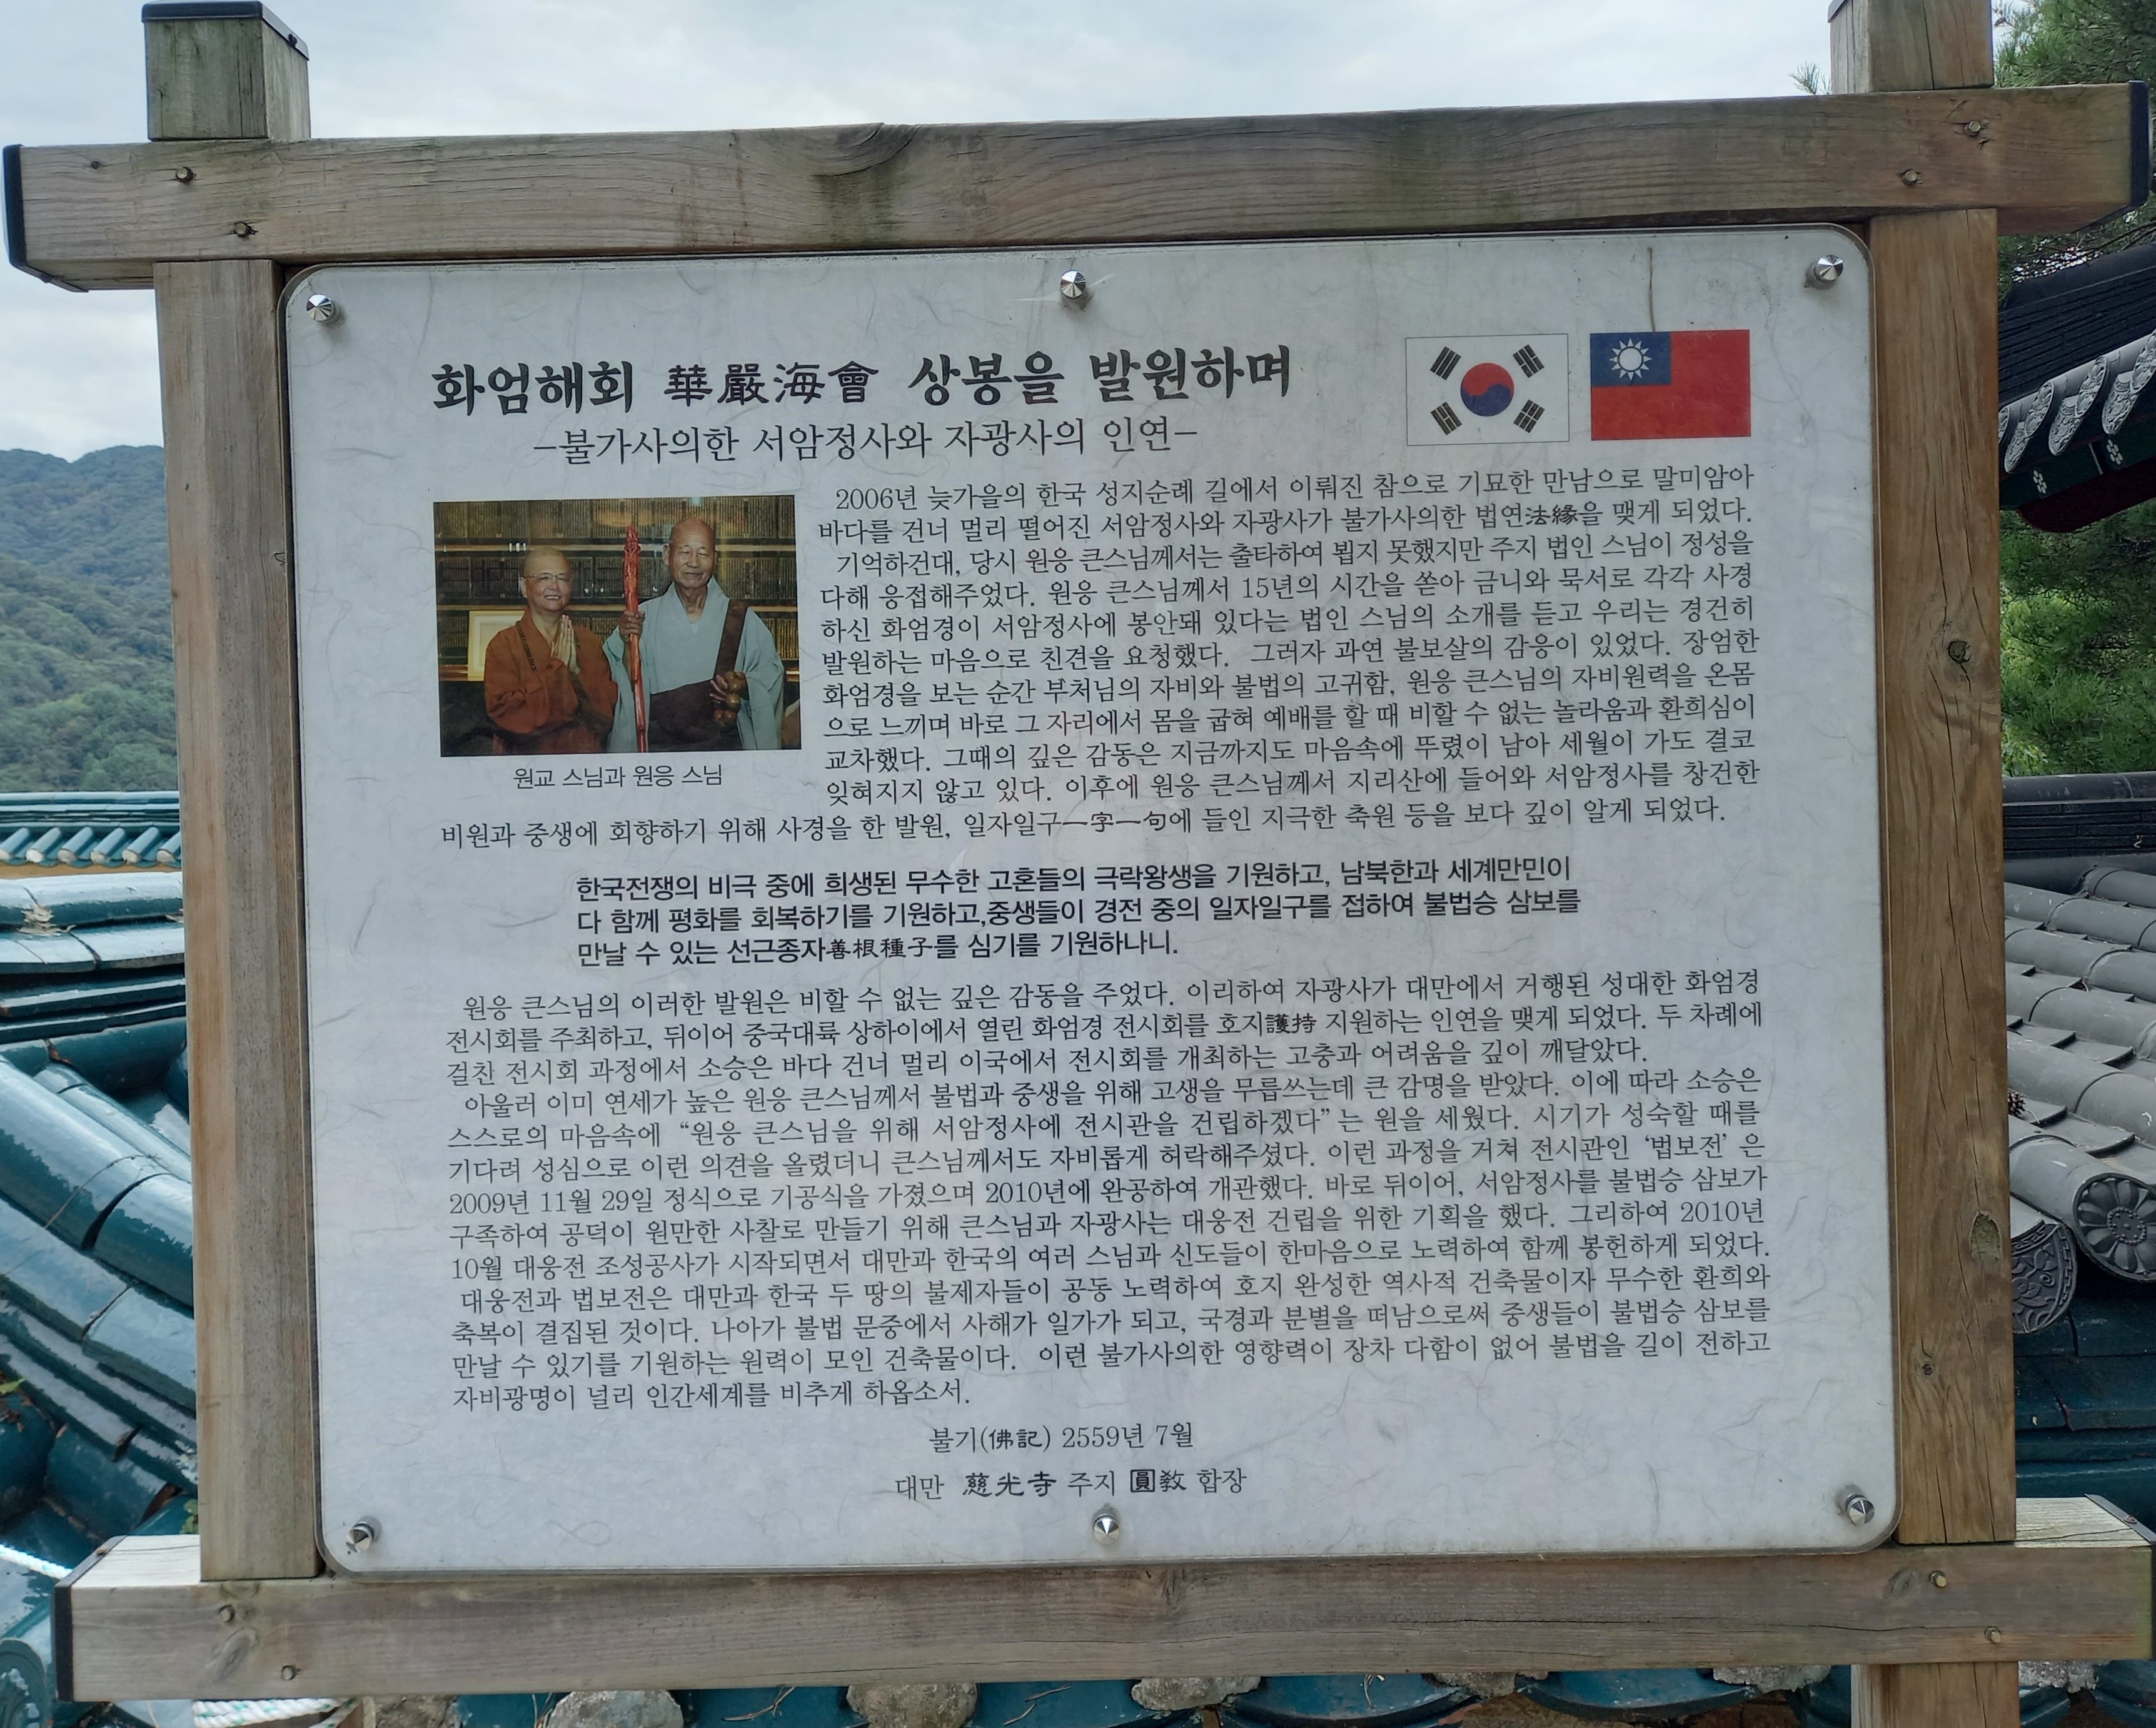 화엄해회 華嚴海會 상봉을 발원하며
-불가사의한 서암정사와 자광사의 인연-
2006년 늦가을의 한국 성지순례 길에서 이뤄진 참으로 기묘한 만남으로 말미암아
바다를 건너 멀리 떨어진 서암정사와 자광사가 불가사의한 법연法緣을 맺게 되었다.
기억하건대, 당시 원응 큰스님께서는 출타하여 뵙지 못했지만 주지 법인 스님이 정성을
다해 응접해주었다. 원응 큰스님께서 15년의 시간을 쏟아 금니와 묵서로 각각 사경
하신 화엄경이 서암정사에 봉안돼 있다는 법인 스님의 소개를 듣고 우리는 경건히
발원하는 마음으로 친견을 요청했다. 그러자 과연 불보살의 감응이 있었다. 장엄한
화엄경을 보는 순간 부처님의 자비와 불법의 고귀함, 원응 큰스님의 자비원력을 온몸
으로 느끼며 바로 그 자리에서 몸을 굽혀 예배를 할 때 비할 수 없는 놀라움과 환희심이
교차했다. 그때의 깊은 감동은 지금까지도 마음속에 뚜렸이 남아 세월이 가도 결코
잊혀지지 않고 있다. 이후에 원응 큰스님께서 지리산에 들어와 서암정사를 창건한
원교 스님과 원응 스님
비원과 중생에 회향하기 위해 사경을 한 발원, 일자일구一字一句에 들인 지극한 축원 등을 보다 깊이 알게 되었다.
한국전쟁의 비극 중에 희생된 무수한 고혼들의 극락왕생을 기원하고, 남북한과 세계만민이
다 함께 평화를 회복하기를 기원하고,중생들이 경전 중의 일자일구를 접하여 불법승 삼보를
만날 수 있는 선근종자善根種子를 심기를 기원하나니.
원응 큰스님의 이러한 발원은 비할 수 없는 깊은 감동을 주었다. 이리하여 자광사가 대만에서 거행된 성대한 화엄경
전시회를 주최하고, 뒤이어 중국대륙 상하이에서 열린 화엄경 전시회를 호지護持 지원하는 인연을 맺게 되었다. 두 차례에
걸친 전시회 과정에서 소승은 바다 건너 멀리 이국에서 전시회를 개최하는 고충과 어려움을 깊이 깨달았다.
아울러 이미 연세가 높은 원응 큰스님께서 불법과 중생을 위해 고생을 무릅쓰는데 큰 감명을 받았다. 이에 따라 소승은
스스로의 마음속에 “원응 큰스님을 위해 서암정사에 전시관을 건립하겠다”는 원을 세웠다. 시기가 성숙할 때를
기다려 성심으로 이런 의견을 올렸더니 큰스님께서도 자비롭게 허락해주셨다. 이런 과정을 거쳐 전시관인 ‘법보전’은
2009년 11월 29일 정식으로 기공식을 가졌으며 2010년에 완공하여 개관했다. 바로 뒤이어, 서암정사를 불법승 삼보가
구족하여 공덕이 원만한 사찰로 만들기 위해 큰스님과 자광사는 대웅전 건립을 위한 기획을 했다. 그리하여 2010년
10월 대웅전 조성공사가 시작되면서 대만과 한국의 여러 스님과 신도들이 한마음으로 노력하여 함께 봉헌하게 되었다.
대웅전과 법보전은 대만과 한국 두 땅의 불제자들이 공동 노력하여 호지 완성한 역사적 건축물이자 무수한 환희와
축복이 결집된 것이다. 나아가 불법 문중에서 사해가 일가가 되고, 국경과 분별을 떠남으로써 중생들이 불법승 삼보를
만날 수 있기를 기원하는 원력이 모인 건축물이다. 이런 불가사의한 영향력이 장차 다함이 없어 불법을 길이 전하고
자비광명이 널리 인간세계를 비추게 하옵소서.
불기(佛記) 2559년 7월
대만 慈光寺 주지 圓敎 합장